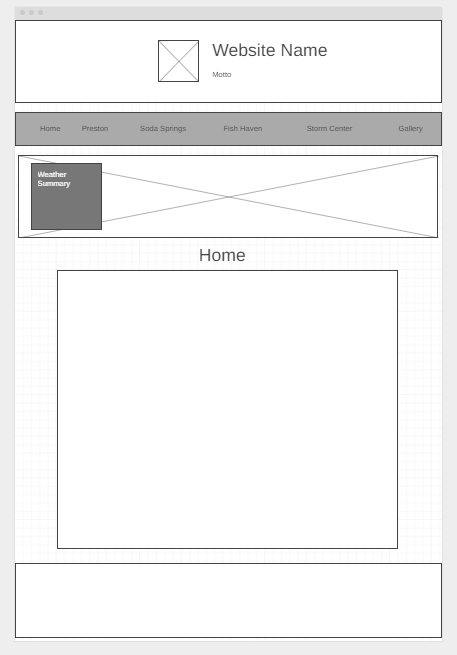 Website Name
Motto
Home Preston Soda Springs Fish Haven Storm Center Gallery
Weather
Summary
Home